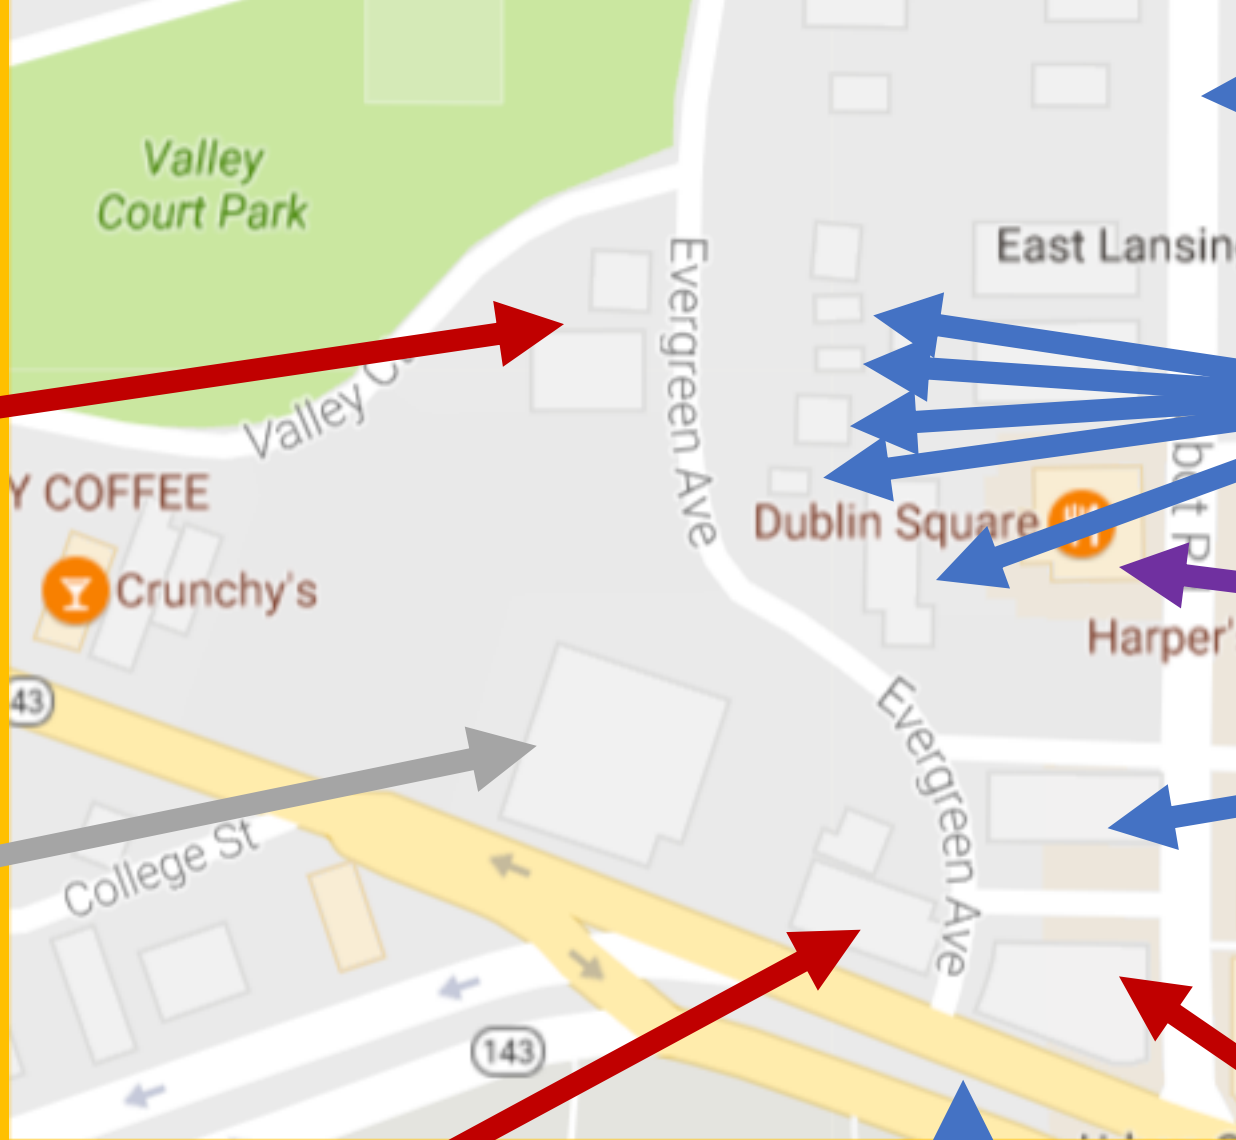 Valley
Court Park
East Lansin
Evergreen Ave
Valley C
Y COFFEE
Dublin Square
bot P
Crunchy's
Harper'
43
Evergreen Ave
College St
143